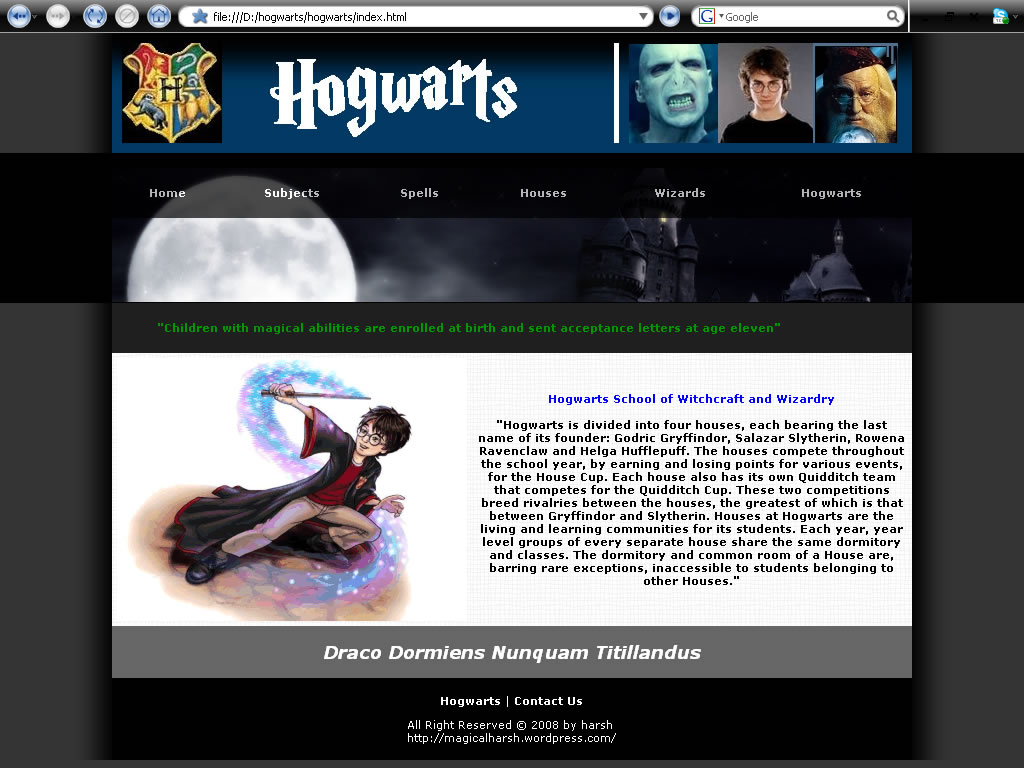 file:///D:/hogwarts/hogwarts/index.html
G Google
H
Hogwarts
Home Subjects Spells Houses Wizards Hogwarts
"Children with magical abilities are enrolled at birth and sent acceptance letters at age eleven"
Hogwarts School of Witchcraft and Wizardry
"Hogwarts is divided into four houses, each bearing the last
name of its founder: Godric Gryffindor, Salazar Slytherin, Rowena
Ravenclaw and Helga Hufflepuff. The houses compete throughout
the school year, by earning and losing points for various events,
for the House Cup. Each house also has its own Quidditch team
that competes for the Quidditch Cup. These two competitions
breed rivalries between the houses, the greatest of which is that
between Gryffindor and Slytherin. Houses at Hogwarts are the
living and learning communities for its students. Each year, year
level groups of every separate house share the same dormitory
and classes. The dormitory and common room of a House are,
barring rare exceptions, inaccessible to students belonging to
other Houses."
Draco Dormiens Nunquam Titillandus
Hogwarts | Contact Us
All Right Reserved © 2008 by harsh
http://magicalharsh.wordpress.com/